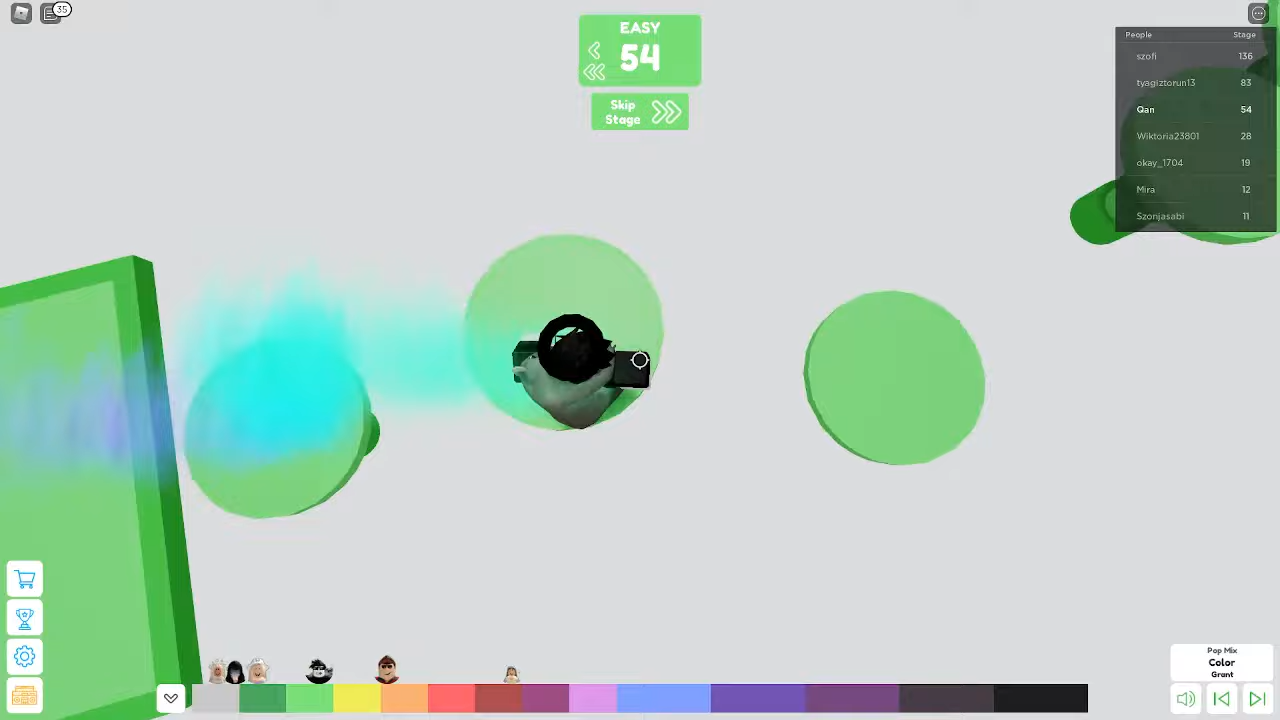 35
EASY
54
Skip
Stage
People Stage
szofi 136
tyagiztorun13 83
Qan 54
Wiktoria23801 28
okay_1704 19
Mira 12
Szonjasabi 11
Pop Mix
Color
Grant